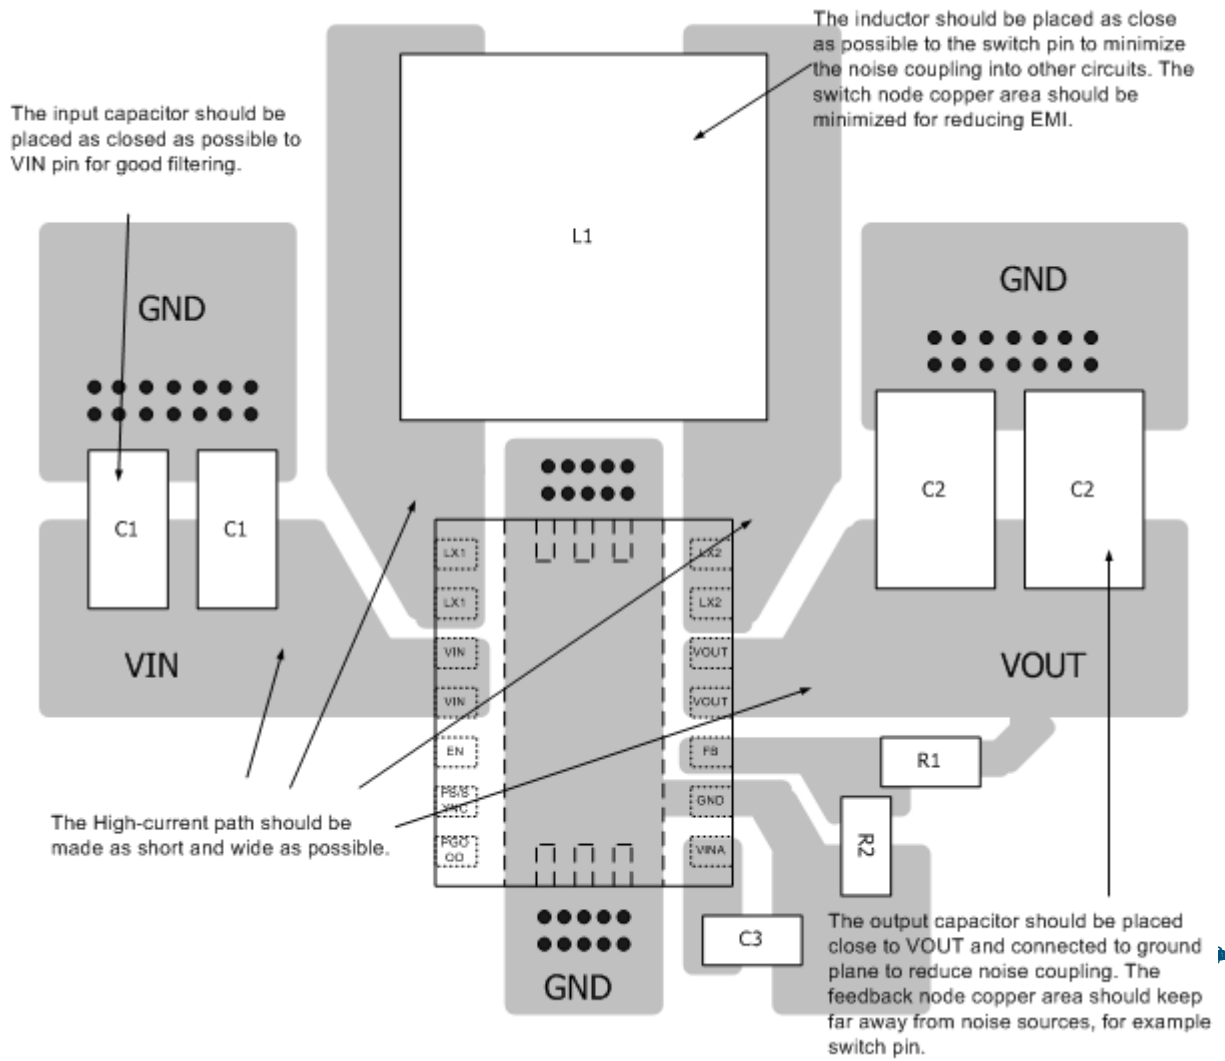 The inductor should be placed as close
as possible to the switch pin to minimize
the noise coupling into other circuits. The
switch node copper area should be
minimized for reducing EMI.
The input capacitor should be
placed as closed as possible to
VIN pin for good filtering.
L1
GND
GND
C1
C1
C2
C2
LX1
LX2
LX1
LX2
VIN
VOUT
VIN
VOUT
VIN
VOUT
EN
FB
R1
PS/S
YNC
GND
The High-current path should be
made as short and wide as possible.
PGO
OD
VINA
R2
C3
GND
The output capacitor should be placed
close to VOUT and connected to ground
plane to reduce noise coupling. The
feedback node copper area should keep
far away from noise sources, for example
switch pin.